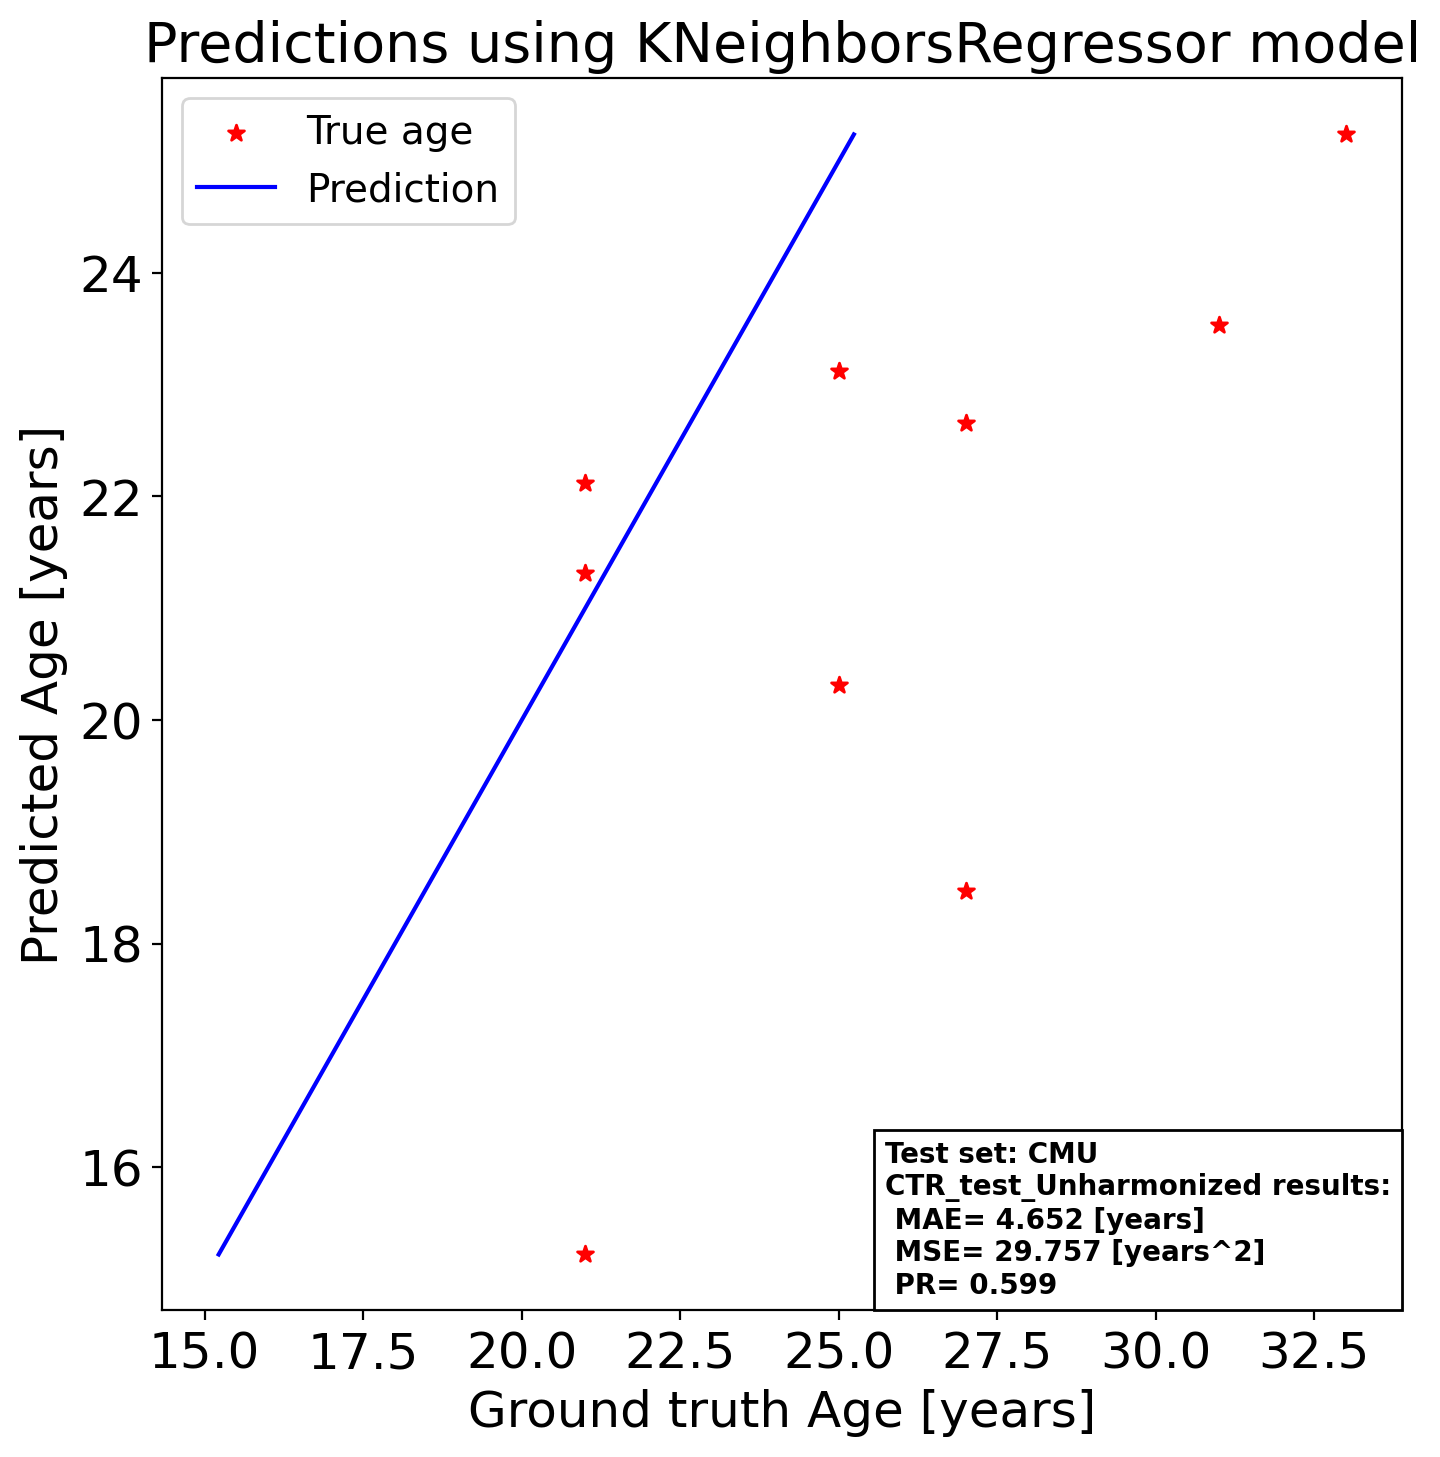 Predictions using KNeighborsRegressor model
True age
Prediction
Predicted Age [years]
24
22
20
18
16
Test set: CMU
CTR_test_Unharmonized results:
MAE= 4.652 [years]
MSE= 29.757 [years^2]
PR= 0.599
15.0 17.5 20.0 22.5 25.0 27.5 30.0 32.5
Ground truth Age [years]